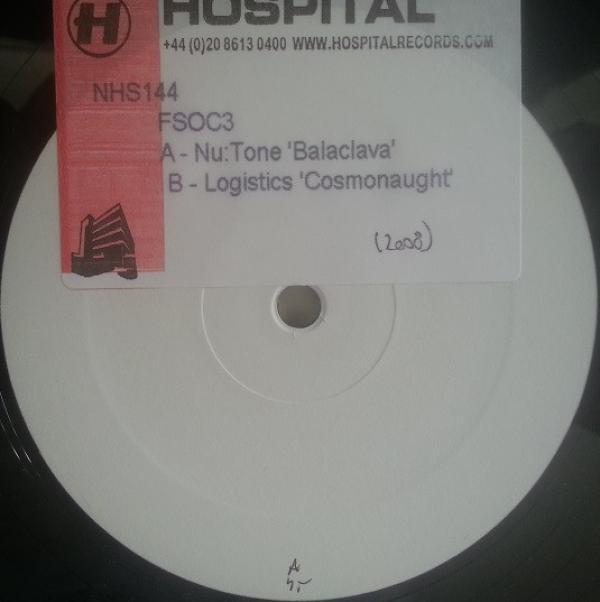 H HOSPITAL
+44 (0)20 8613 0400 WWW.HOSPITALRECORDS.COM
NHS144
FSOC3
A - Nu:Tone 'Balaclava'
B - Logistics 'Cosmonaught'
(2008)
A